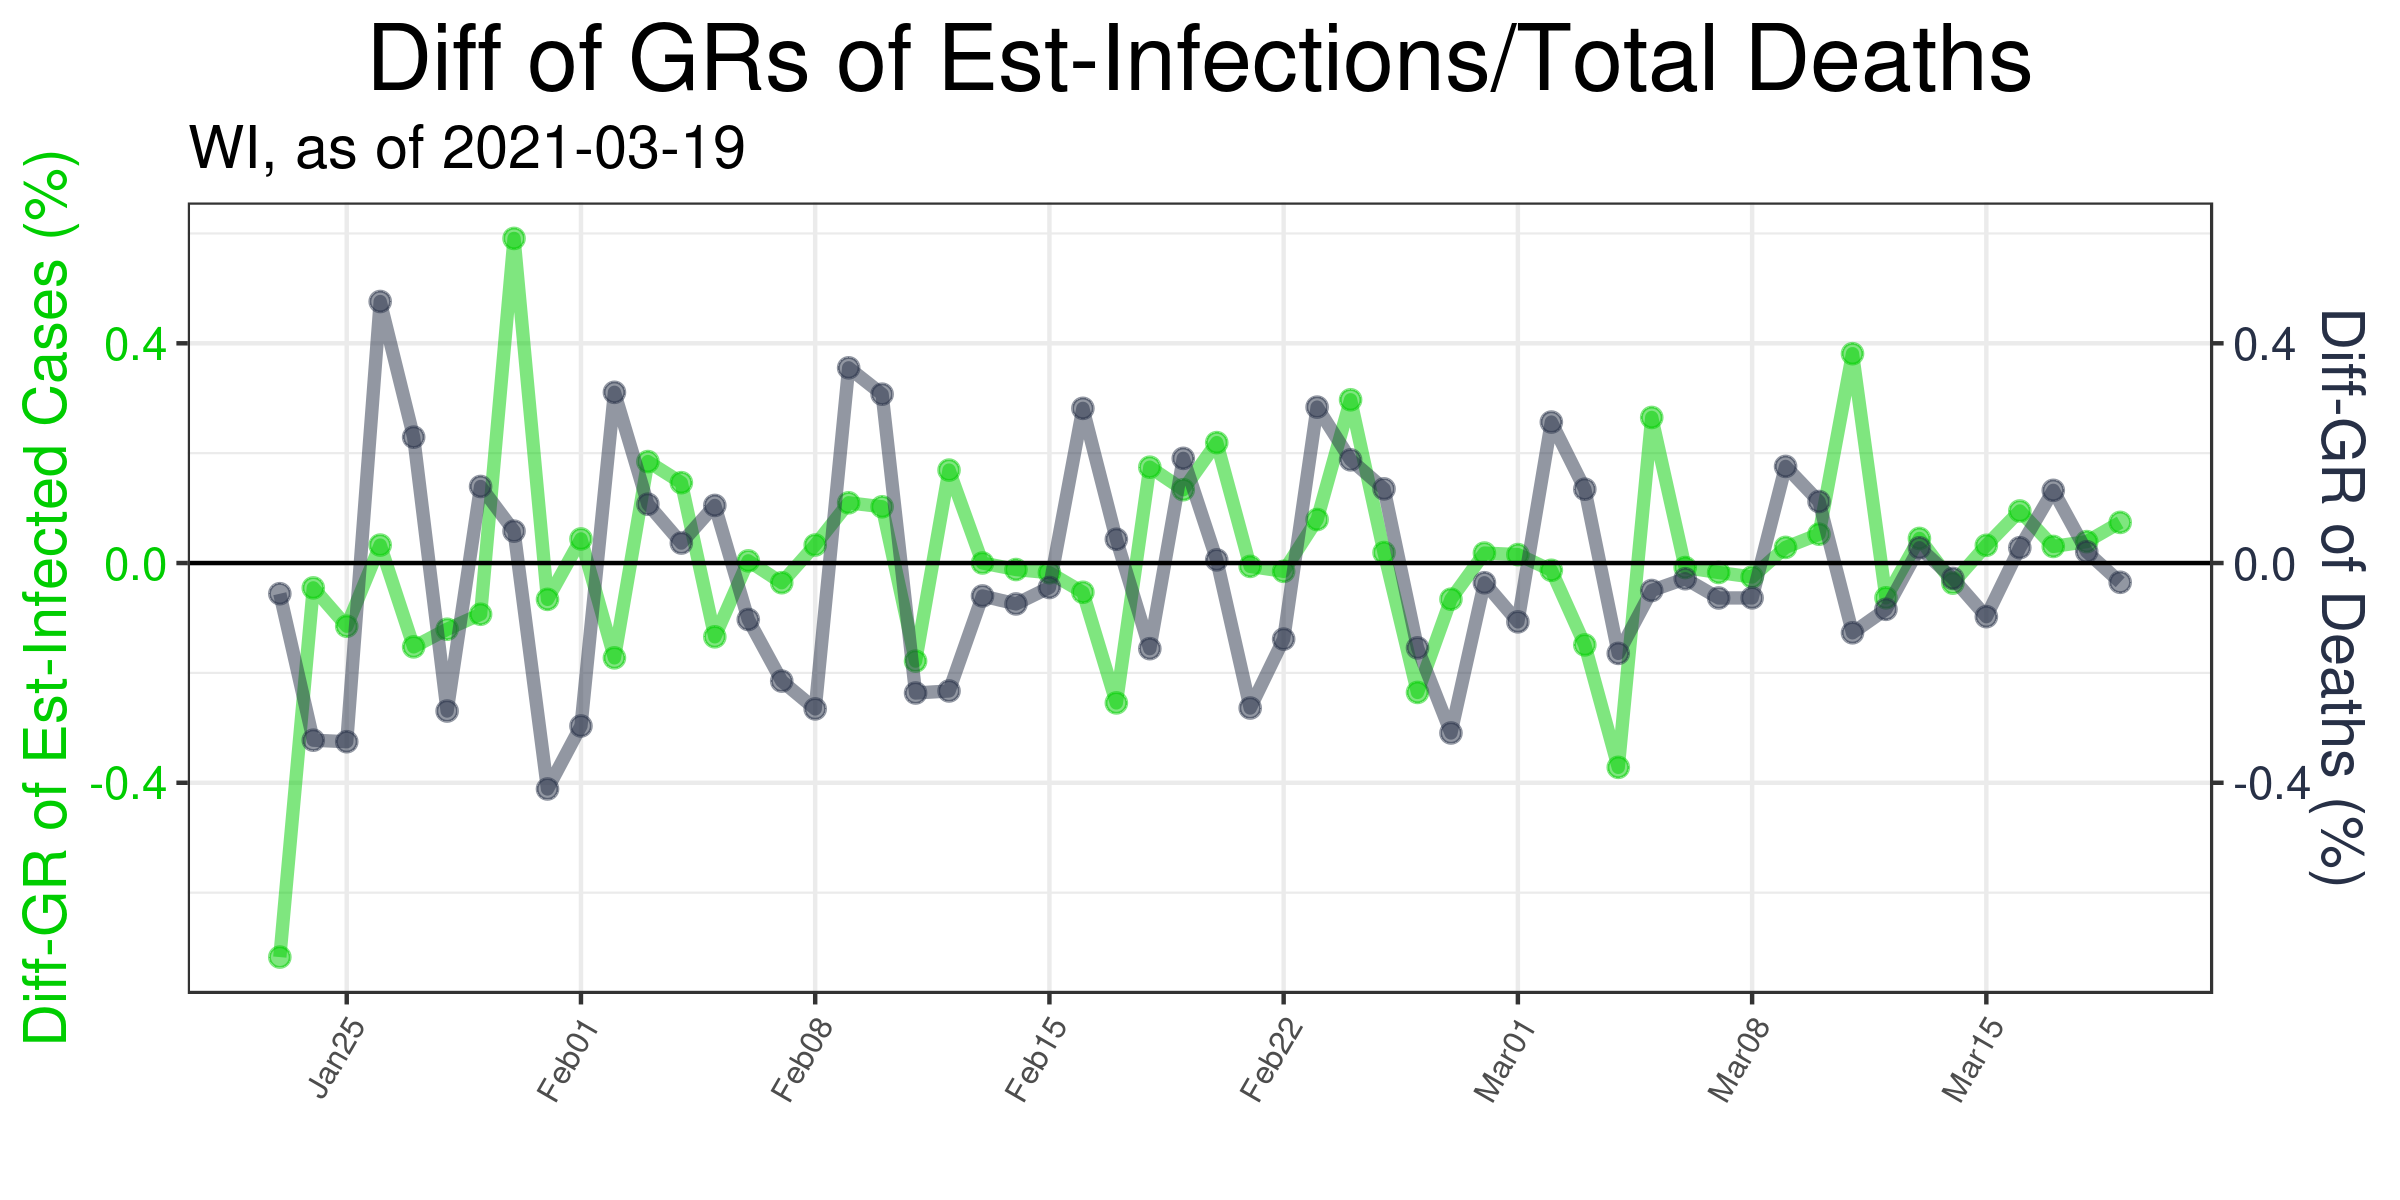 Diff of GRs of Est-Infections/Total Deaths
WI, as of 2021-03-19
Diff-GR of Est-Infected Cases (%)
0.4
0.0
-0.4
0.4
0.0
-0.4
Diff-GR of Deaths (%)
Jan25
Feb01
Feb08
Feb15
Feb22
Mar01
Mar08
Mar15